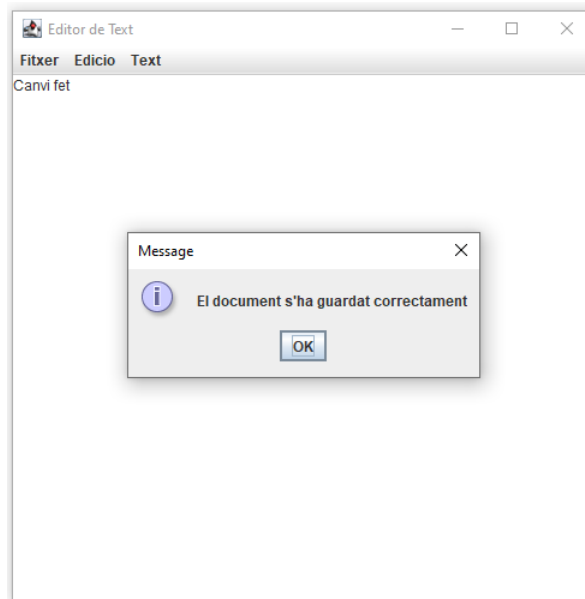 Editor de Text
Fitxer Edicio Text
Canvi fet
Message
i
El document s'ha guardat correctament
OK